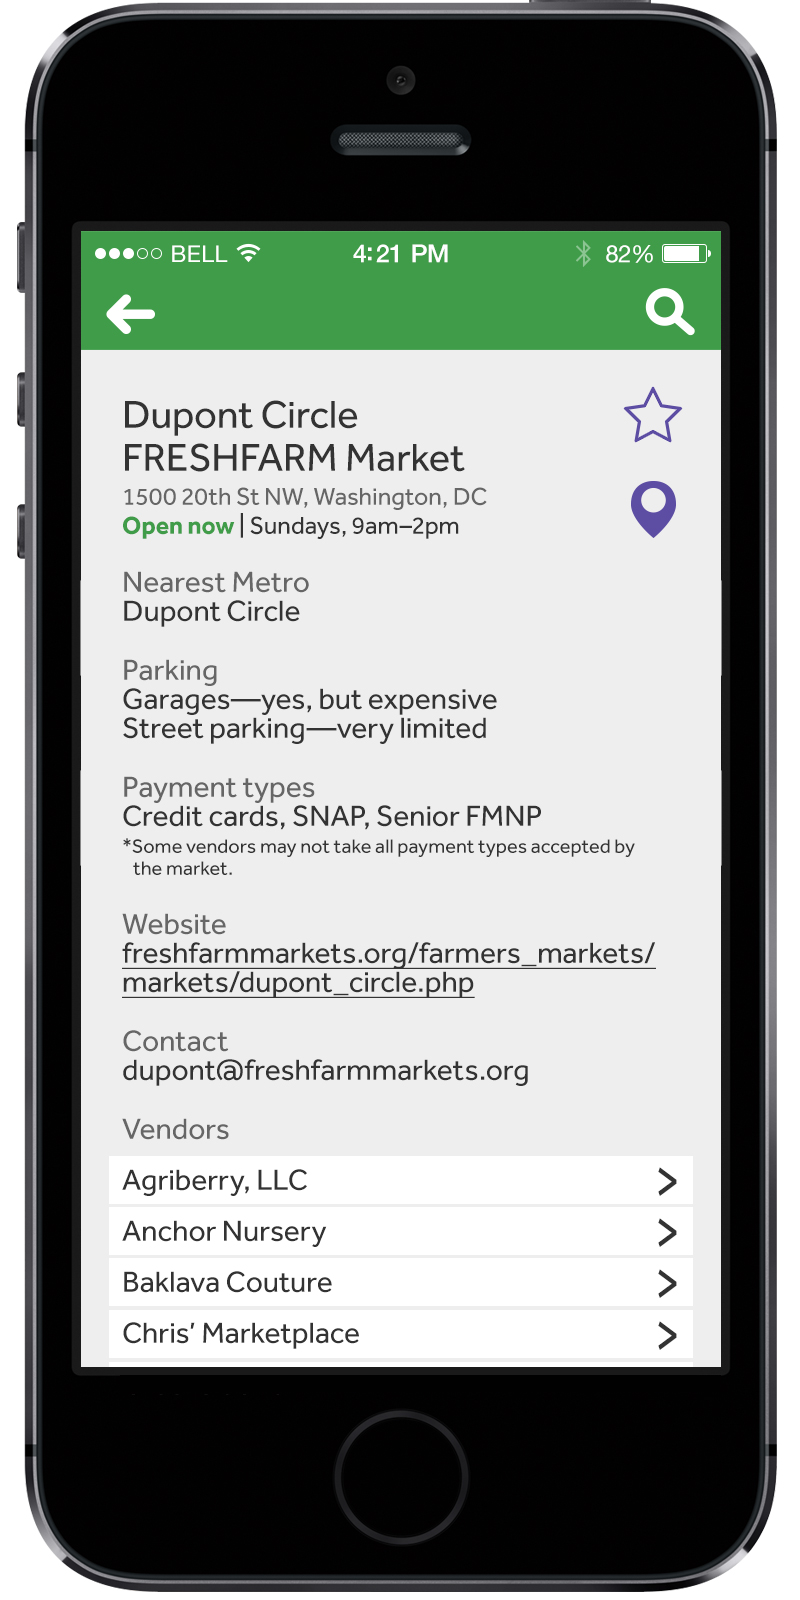 BELL 4:21 PM 82%
Dupont Circle
FRESHFARM Market
1500 20th St NW, Washington, DC
Open now | Sundays, 9am–2pm
Nearest Metro
Dupont Circle
Parking
Garages—yes, but expensive
Street parking—very limited
Payment types
Credit cards, SNAP, Senior FMNP
*Some vendors may not take all payment types accepted by
the market.
Website
freshfarmmarkets.org/farmers_markets/
markets/dupont_circle.php
Contact
dupont@freshfarmmarkets.org
Vendors
Agriberry, LLC
Anchor Nursery
Baklava Couture
Chris’ Marketplace